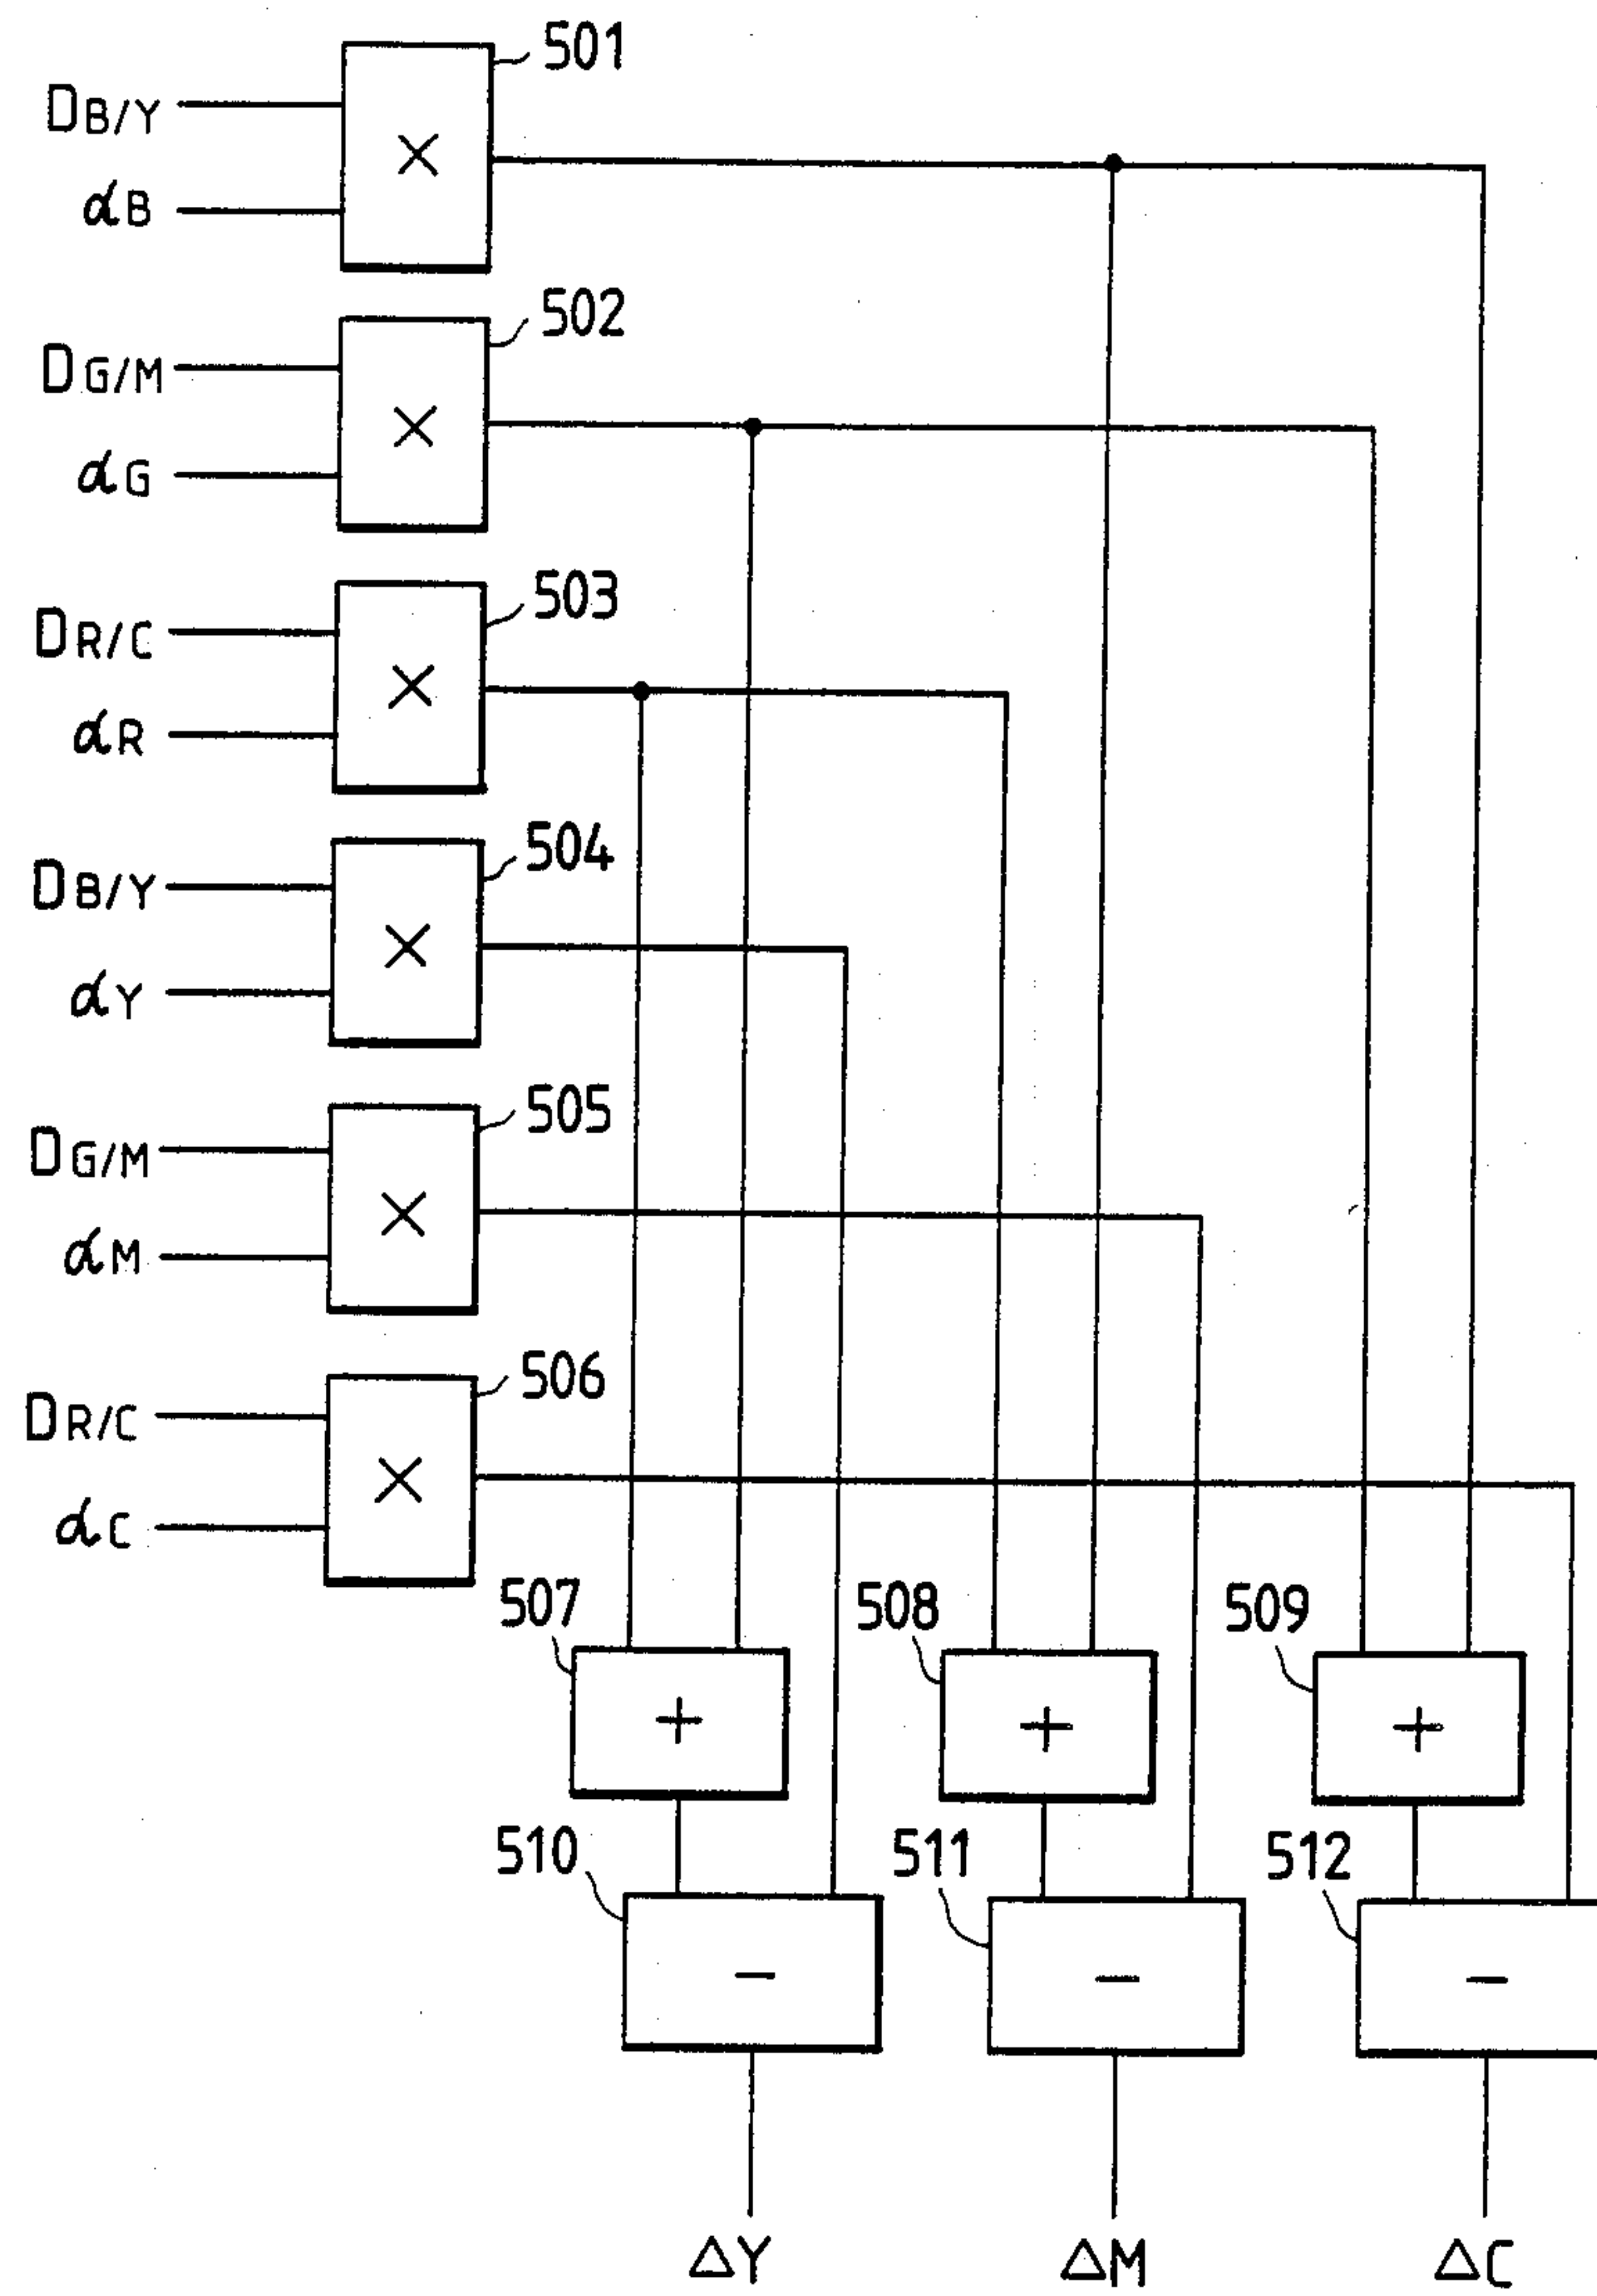 501
DB/Y
×
αB
502
DG/M
×
αG
503
DR/C
×
αR
504
DB/Y
×
αY
505
DG/M
×
αM
506
DR/C
×
αC
507 508 509
+ + +
510 511 512
− − −
ΔY ΔM ΔC